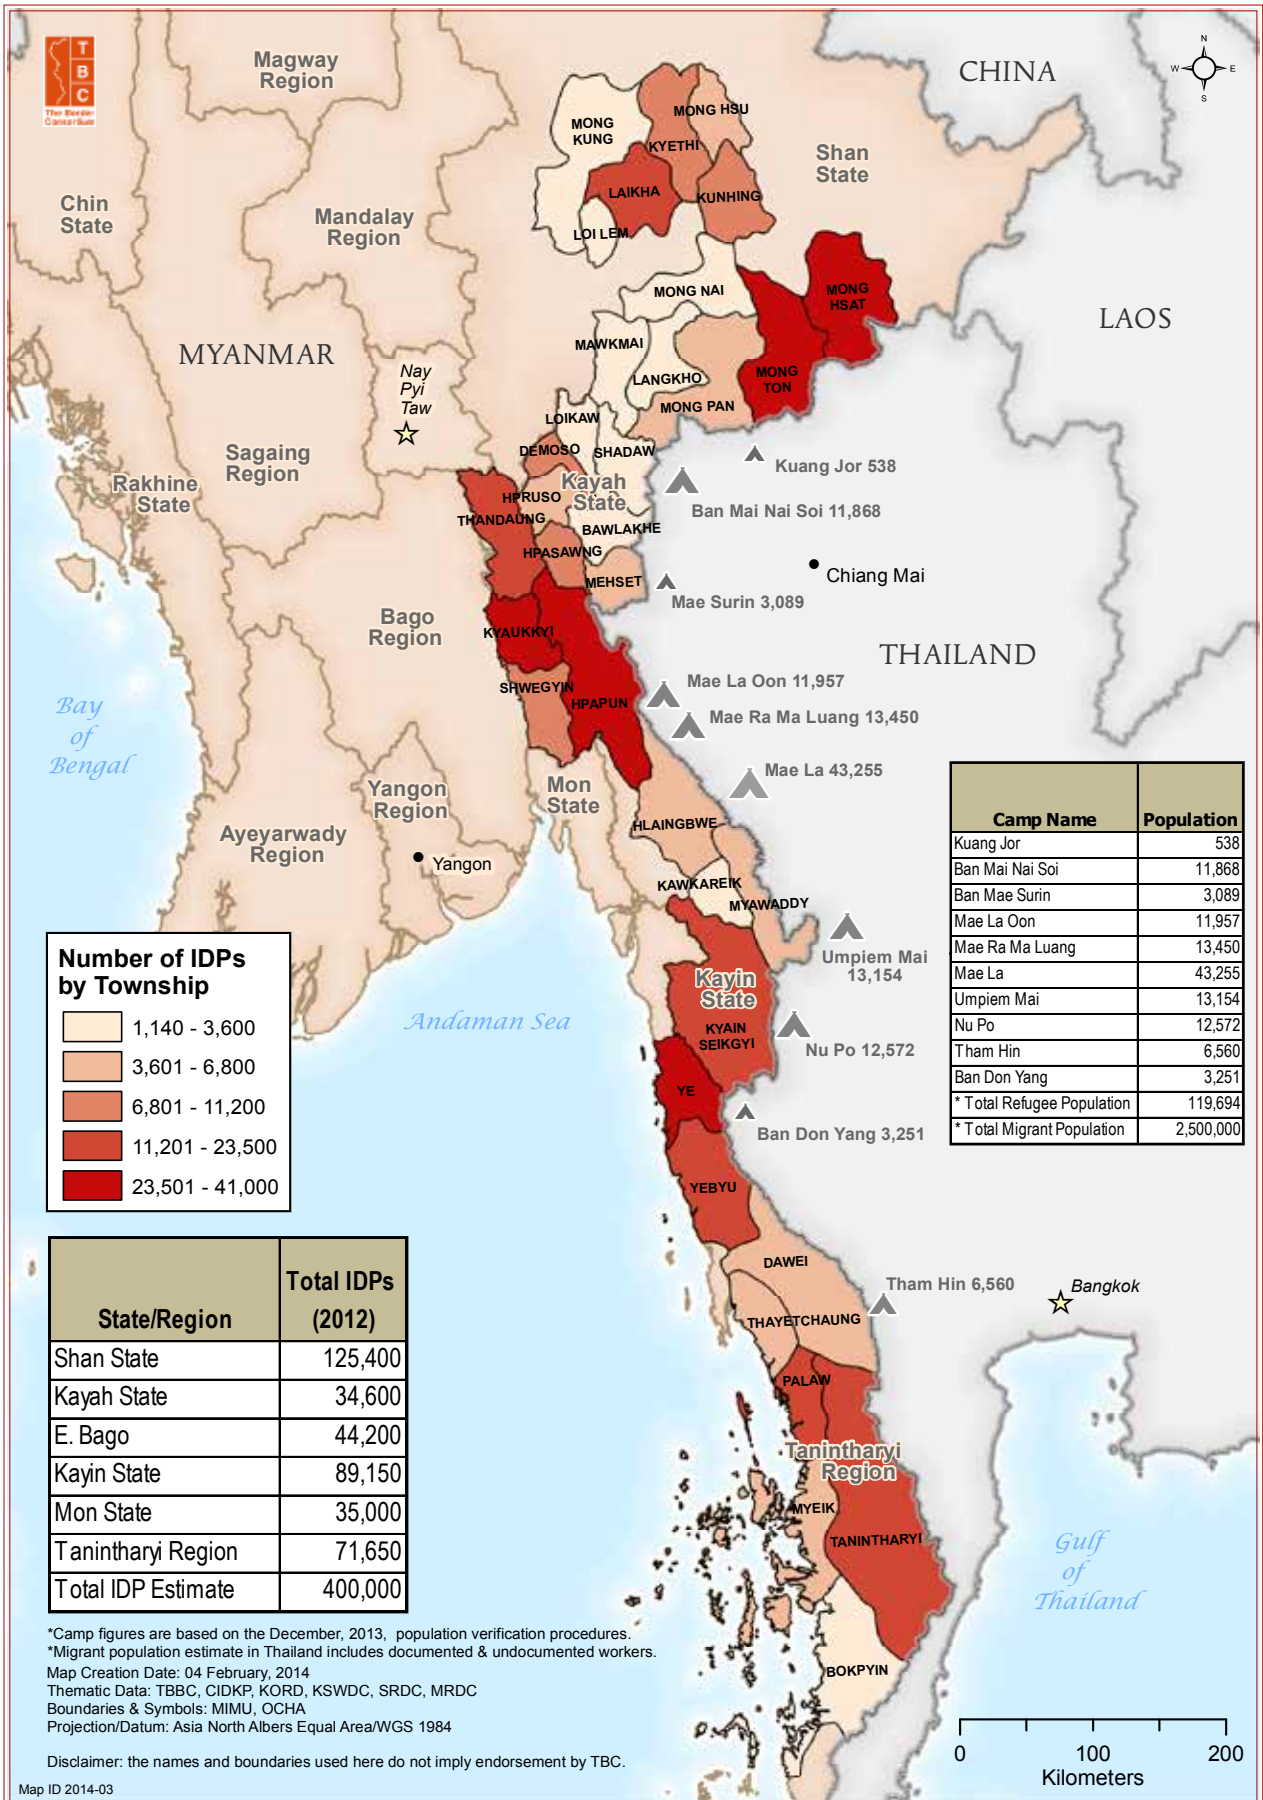 T
B
C
The Border
Consortium
N
W
E
S
CHINA
LAOS
MYANMAR
THAILAND
Magway
Region
Chin
State
Mandalay
Region
Shan
State
Nay
Pyi
Taw
Sagaing
Region
Rakhine
State
Bago
Region
Kayah
State
Mon
State
Yangon
Region
Ayeyarwady
Region
Yangon
Kayin
State
Tanintharyi
Region
Bay
of
Bengal
Andaman Sea
Gulf
of
Thailand
MONG
KUNG
MONG HSU
KYETHI
LAIKHA
KUNHING
LOI LEM
MONG NAI
MONG
HSAT
MAWKMAI
LANGKHO
MONG
TON
MONG PAN
LOIKAW
DEMOSO
SHADAW
HPRUSO
THANDAUNG
BAWLAKHE
HPASAWNG
MEHSET
KYAUKKYI
SHWEGYIN
HPAPUN
HLAINGBWE
KAWKAREIK
MYAWADDY
KYAIN
SEIKGYI
YE
YEBYU
DAWEI
THAYETCHAUNG
PALAW
MYEIK
TANINTHARYI
BOKPYIN
Kuang Jor 538
Ban Mai Nai Soi 11,868
Chiang Mai
Mae Surin 3,089
Mae La Oon 11,957
Mae Ra Ma Luang 13,450
Mae La 43,255
Umpiem Mai
13,154
Nu Po 12,572
Ban Don Yang 3,251
Tham Hin 6,560
Bangkok
Camp Name Population
Kuang Jor 538
Ban Mai Nai Soi 11,868
Ban Mae Surin 3,089
Mae La Oon 11,957
Mae Ra Ma Luang 13,450
Mae La 43,255
Umpiem Mai 13,154
Nu Po 12,572
Tham Hin 6,560
Ban Don Yang 3,251
* Total Refugee Population 119,694
* Total Migrant Population 2,500,000
Number of IDPs
by Township
1,140 - 3,600
3,601 - 6,800
6,801 - 11,200
11,201 - 23,500
23,501 - 41,000
State/Region Total IDPs
(2012)
Shan State 125,400
Kayah State 34,600
E. Bago 44,200
Kayin State 89,150
Mon State 35,000
Tanintharyi Region 71,650
Total IDP Estimate 400,000
*Camp figures are based on the December, 2013, population verification procedures.
*Migrant population estimate in Thailand includes documented & undocumented workers.
Map Creation Date: 04 February, 2014
Thematic Data: TBBC, CIDKP, KORD, KSWDC, SRDC, MRDC
Boundaries & Symbols: MIMU, OCHA
Projection/Datum: Asia North Albers Equal Area/WGS 1984
Disclaimer: the names and boundaries used here do not imply endorsement by TBC.
Map ID 2014-03
0 100 200
Kilometers